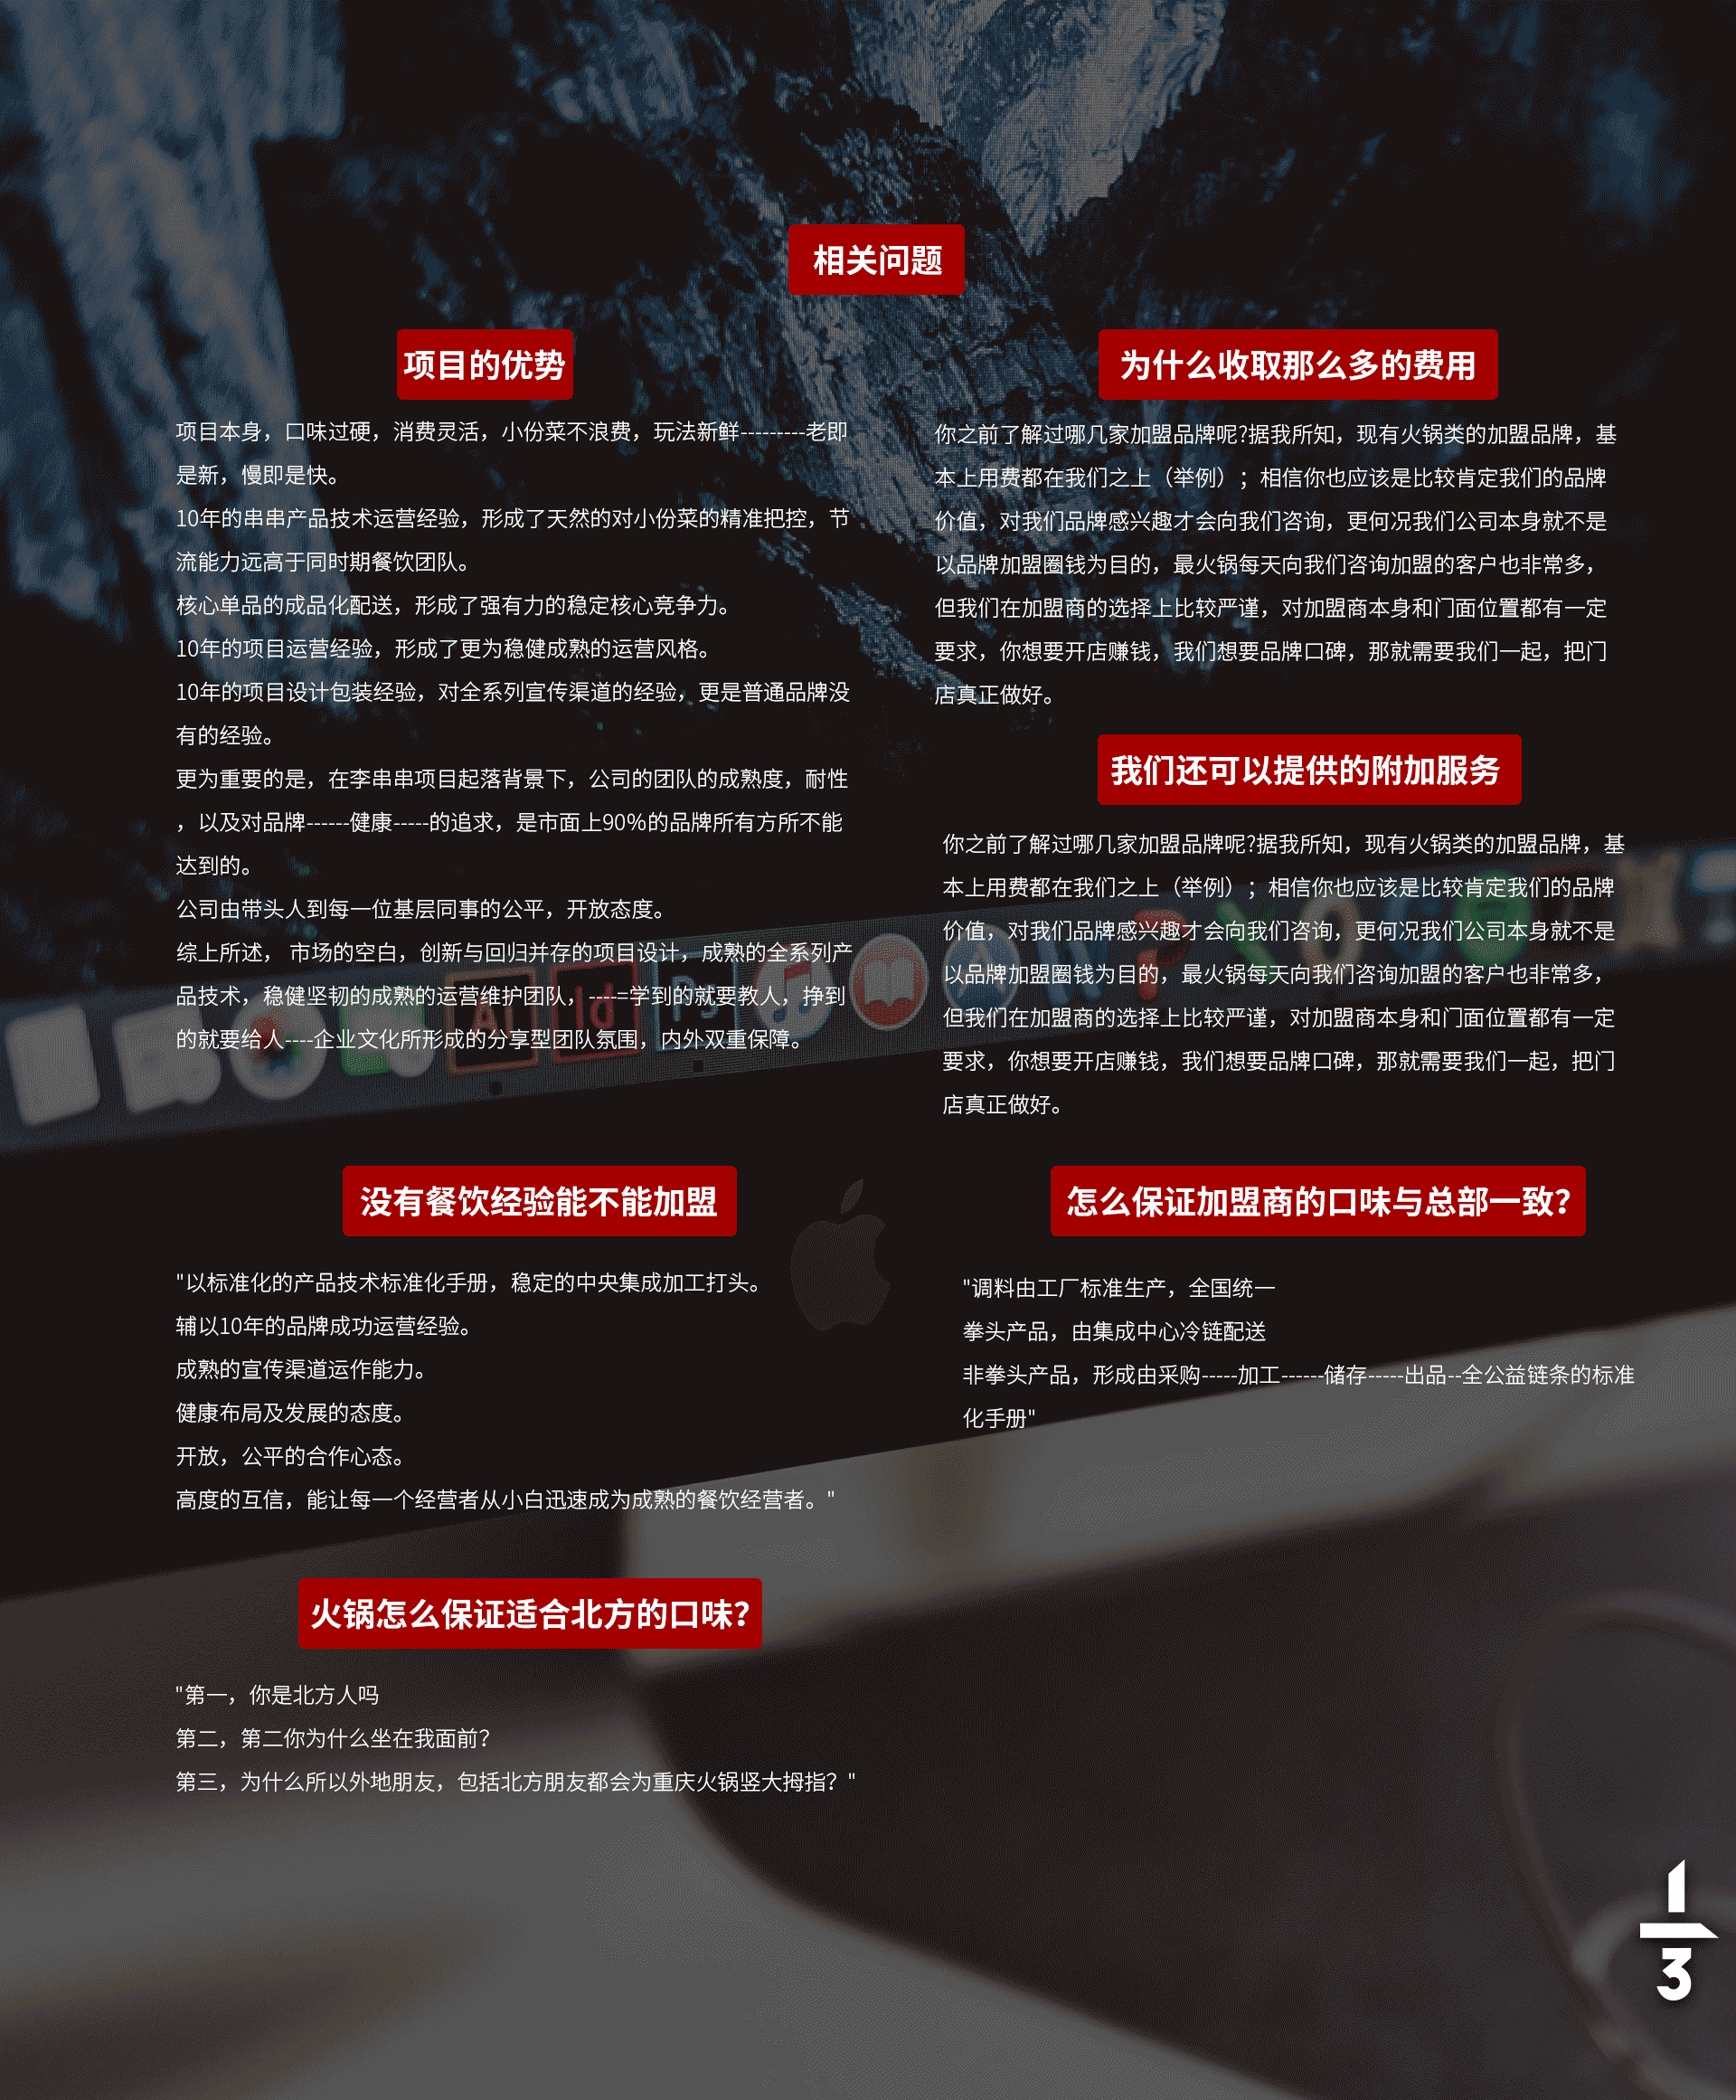 相关问题
项目的优势
项目本身，口味过硬，消费灵活，小份菜不浪费，玩法新鲜---------老即
是新，慢即是快。
10年的串串产品技术运营经验，形成了天然的对小份菜的精准把控，节
流能力远高于同时期餐饮团队。
核心单品的成品化配送，形成了强有力的稳定核心竞争力。
10年的项目运营经验，形成了更为稳健成熟的运营风格。
10年的项目设计包装经验，对全系列宣传渠道的经验，更是普通品牌没
有的经验。
更为重要的是，在李串串项目起落背景下，公司的团队的成熟度，耐性
，以及对品牌------健康-----的追求，是市面上90%的品牌所有方所不能
达到的。
公司由带头人到每一位基层同事的公平，开放态度。
综上所述， 市场的空白，创新与回归并存的项目设计，成熟的全系列产
品技术，稳健坚韧的成熟的运营维护团队，----=学到的就要教人，挣到
的就要给人----企业文化所形成的分享型团队氛围，内外双重保障。
为什么收取那么多的费用
你之前了解过哪几家加盟品牌呢?据我所知，现有火锅类的加盟品牌，基
本上用费都在我们之上（举例）；相信你也应该是比较肯定我们的品牌
价值，对我们品牌感兴趣才会向我们咨询，更何况我们公司本身就不是
以品牌加盟圈钱为目的，最火锅每天向我们咨询加盟的客户也非常多，
但我们在加盟商的选择上比较严谨，对加盟商本身和门面位置都有一定
要求，你想要开店赚钱，我们想要品牌口碑，那就需要我们一起，把门
店真正做好。
我们还可以提供的附加服务
你之前了解过哪几家加盟品牌呢?据我所知，现有火锅类的加盟品牌，基
本上用费都在我们之上（举例）；相信你也应该是比较肯定我们的品牌
价值，对我们品牌感兴趣才会向我们咨询，更何况我们公司本身就不是
以品牌加盟圈钱为目的，最火锅每天向我们咨询加盟的客户也非常多，
但我们在加盟商的选择上比较严谨，对加盟商本身和门面位置都有一定
要求，你想要开店赚钱，我们想要品牌口碑，那就需要我们一起，把门
店真正做好。
Ai
Id
Ps
没有餐饮经验能不能加盟
"以标准化的产品技术标准化手册，稳定的中央集成加工打头。
辅以10年的品牌成功运营经验。
成熟的宣传渠道运作能力。
健康布局及发展的态度。
开放，公平的合作心态。
高度的互信，能让每一个经营者从小白迅速成为成熟的餐饮经营者。"
怎么保证加盟商的口味与总部一致？
"调料由工厂标准生产，全国统一
拳头产品，由集成中心冷链配送
非拳头产品，形成由采购-----加工------储存-----出品--全公益链条的标准
化手册"
火锅怎么保证适合北方的口味？
"第一，你是北方人吗
第二，第二你为什么坐在我面前？
第三，为什么所以外地朋友，包括北方朋友都会为重庆火锅竖大拇指？"
1
3